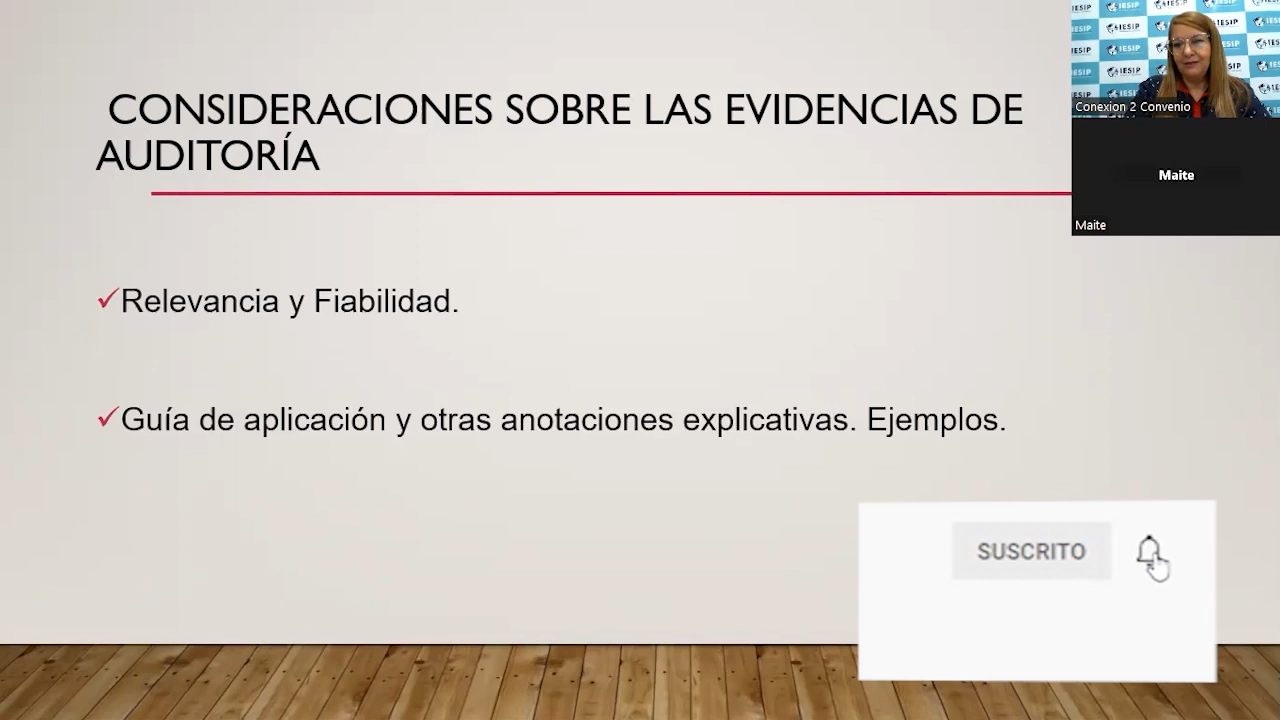 CONSIDERACIONES SOBRE LAS EVIDENCIAS DE
AUDITORÍA
Relevancia y Fiabilidad.
Guía de aplicación y otras anotaciones explicativas. Ejemplos.
SUSCRITO
IESIP
Conexion 2 Convenio
Maite
Maite